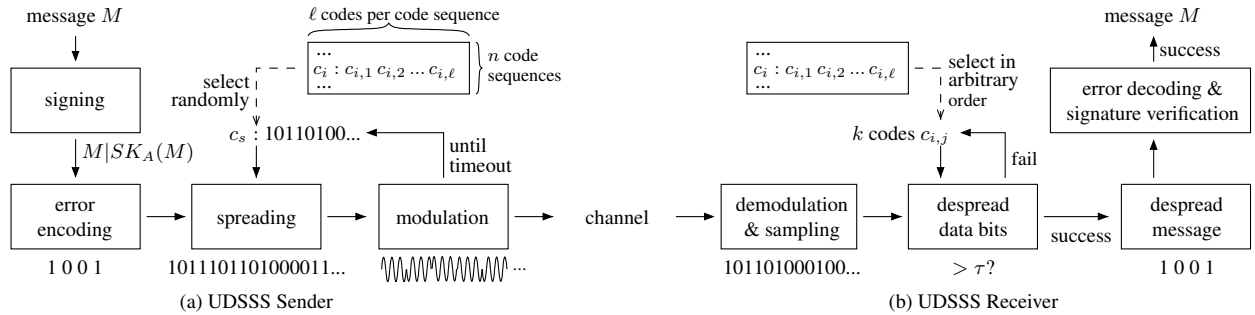 message M
signing
M|SK_A(M)
error
encoding
1 0 0 1
ℓ codes per code sequence
...
c_i : c_{i,1} c_{i,2} ... c_{i,ℓ}
...
n code
sequences
select
randomly
c_s : 10110100...
until
timeout
spreading
1011101101000011...
modulation
...
(a) UDSSS Sender
channel
...
c_i : c_{i,1} c_{i,2} ... c_{i,ℓ}
...
select in
arbitrary
order
k codes c_{i,j}
fail
demodulation
& sampling
101101000100...
despread
data bits
> τ?
success
despread
message
1 0 0 1
error decoding &
signature verification
success
message M
(b) UDSSS Receiver